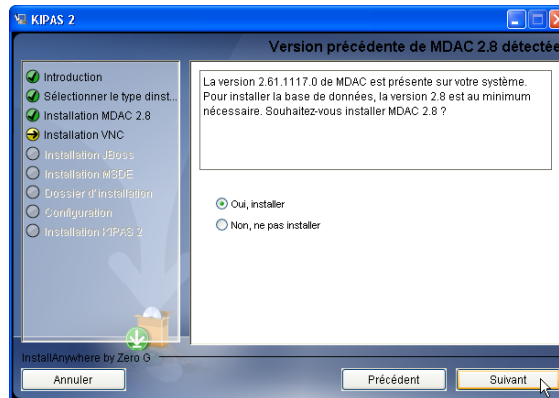 KIPAS 2
Version précédente de MDAC 2.8 détectée
Introduction
Sélectionner le type dinst...
Installation MDAC 2.8
Installation VNC
Installation JBoss
Installation MSDE
Dossier d'installation
Configuration
Installation KIPAS 2
La version 2.61.1117.0 de MDAC est présente sur votre système.
Pour installer la base de données, la version 2.8 est au minimum
nécessaire. Souhaitez-vous installer MDAC 2.8 ?
Oui, installer
Non, ne pas installer
InstallAnywhere by Zero G
Annuler
Précédent
Suivant